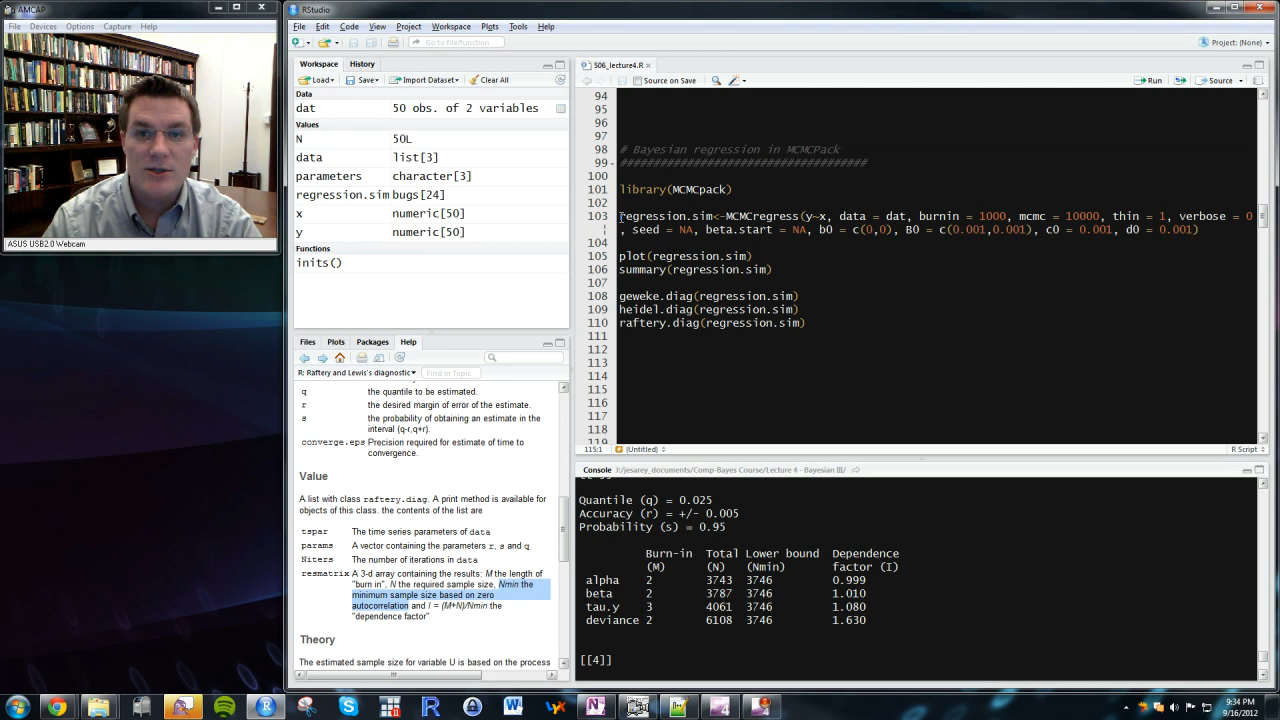 AMCAP
File Devices Options Capture Help
ASUS USB2.0 Webcam
RStudio
File Edit Code View Project Workspace Plots Tools Help
Go to file/function
Project: (None)
Workspace History
Load Save Import Dataset Clear All
Data
dat 50 obs. of 2 variables
Values
N 50L
data list[3]
parameters character[3]
regression.sim bugs[24]
x numeric[50]
y numeric[50]
Functions
inits()
Files Plots Packages Help
R: Raftery and Lewis's diagnostic Find in Topic
q the quantile to be estimated.
r the desired margin of error of the estimate.
s the probability of obtaining an estimate in the
interval (q-r,q+r).
converge.eps Precision required for estimate of time to
convergence.
Value
A list with class raftery.diag. A print method is available for
objects of this class. the contents of the list are
tspar The time series parameters of data
params A vector containing the parameters r, s and q
Niters The number of iterations in data
resmatrix A 3-d array containing the results: M the length of
"burn in", N the required sample size, Nmin the
minimum sample size based on zero
autocorrelation and I = (M+N)/Nmin the
"dependence factor"
Theory
The estimated sample size for variable U is based on the process
506_lecture4.R
Source on Save Run Source
94
95
96
97
98 # Bayesian regression in MCMCPack
99 ######################################
100
101 library(MCMCpack)
102
103 regression.sim<-MCMCregress(y~x, data = dat, burnin = 1000, mcmc = 10000, thin = 1, verbose = 0
, seed = NA, beta.start = NA, b0 = c(0,0), B0 = c(0.001,0.001), c0 = 0.001, d0 = 0.001)
104
105 plot(regression.sim)
106 summary(regression.sim)
107
108 geweke.diag(regression.sim)
109 heidel.diag(regression.sim)
110 raftery.diag(regression.sim)
111
112
113
114
115
116
117
118
119
115:1 (Untitled) R Script
Console J:/jesarey_documents/Comp-Bayes Course/Lecture 4 - Bayesian III/
Quantile (q) = 0.025
Accuracy (r) = +/- 0.005
Probability (s) = 0.95
Burn-in Total Lower bound Dependence
(M) (N) (Nmin) factor (I)
alpha 2 3743 3746 0.999
beta 2 3787 3746 1.010
tau.y 3 4061 3746 1.080
deviance 2 6108 3746 1.630
[[4]]
9:34 PM
9/16/2012